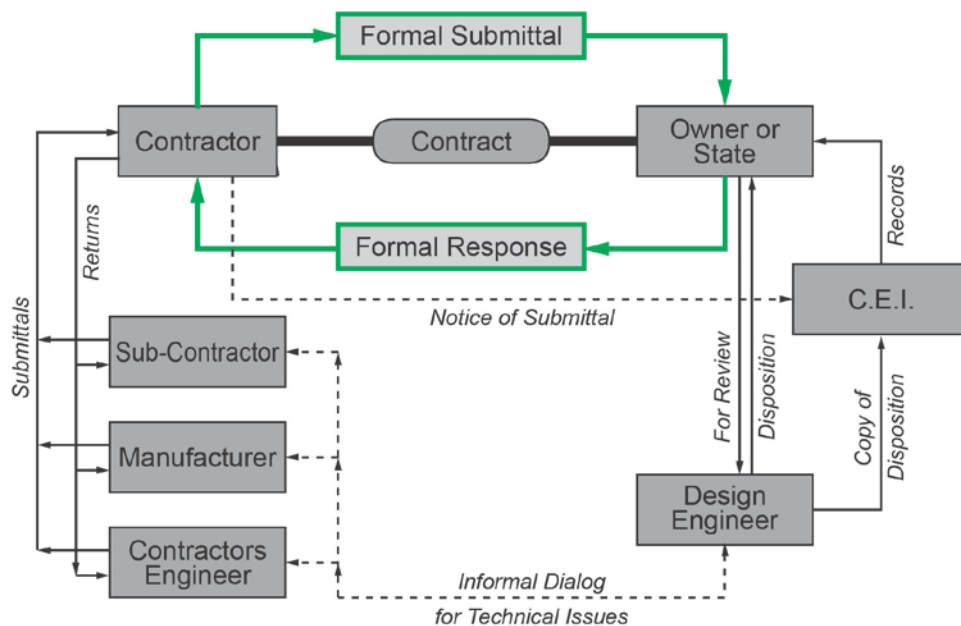 Formal Submittal
Contractor
Contract
Owner or
State
Formal Response
Notice of Submittal
C.E.I.
Records
Submittals
Returns
Sub-Contractor
Manufacturer
Contractors
Engineer
For Review
Disposition
Copy of
Disposition
Design
Engineer
Informal Dialog
for Technical Issues